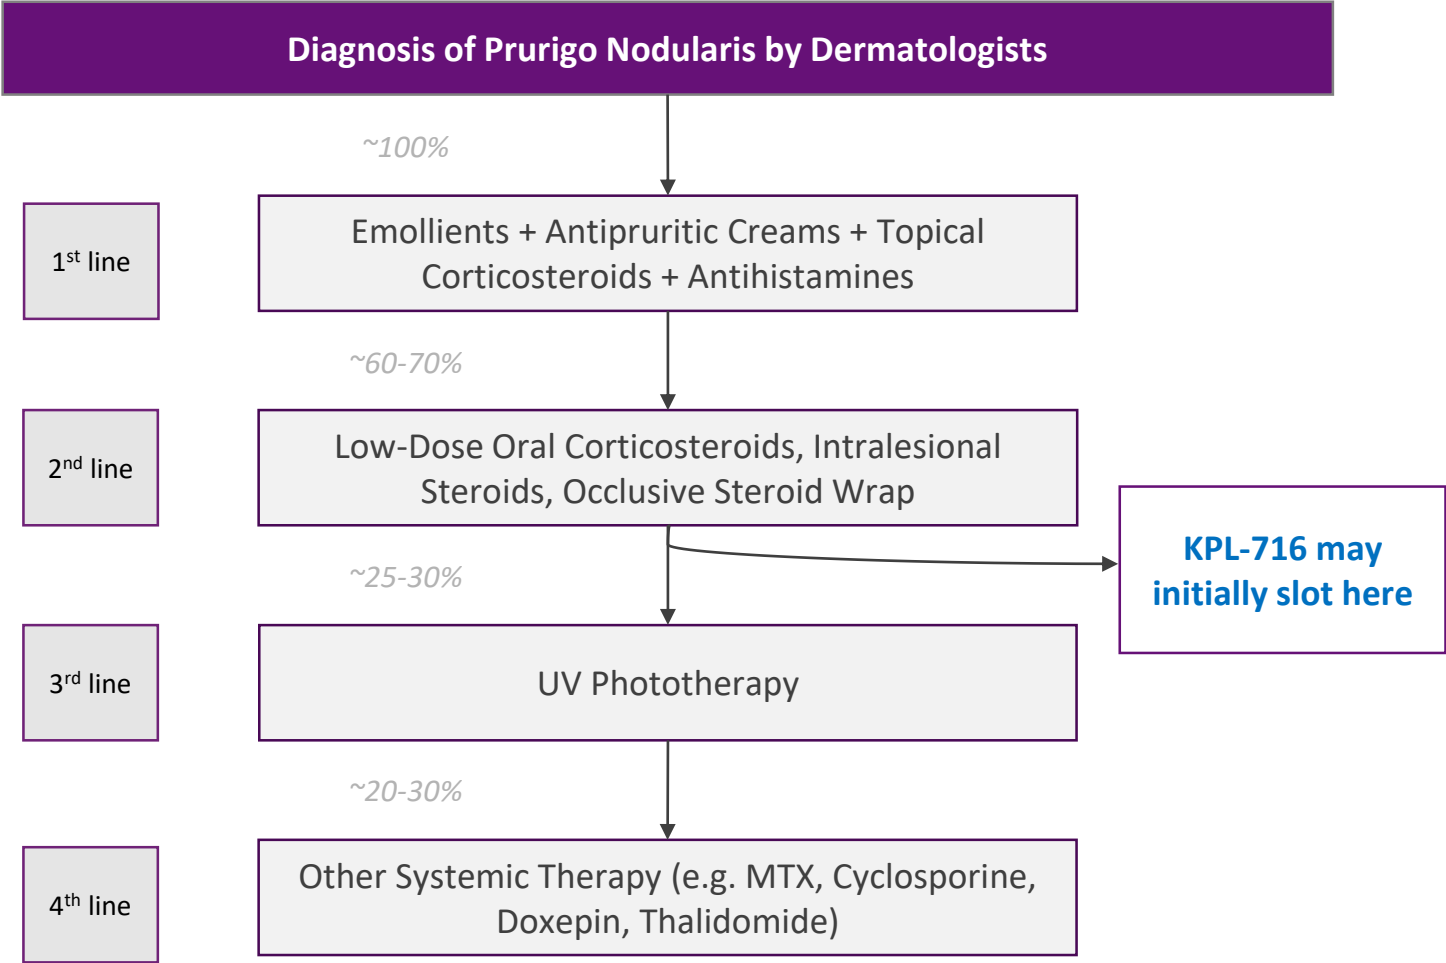 Diagnosis of Prurigo Nodularis by Dermatologists
~100%
1st line
Emollients + Antipruritic Creams + Topical
Corticosteroids + Antihistamines
~60-70%
2nd line
Low-Dose Oral Corticosteroids, Intralesional
Steroids, Occlusive Steroid Wrap
KPL-716 may
initially slot here
~25-30%
3rd line
UV Phototherapy
~20-30%
4th line
Other Systemic Therapy (e.g. MTX, Cyclosporine,
Doxepin, Thalidomide)